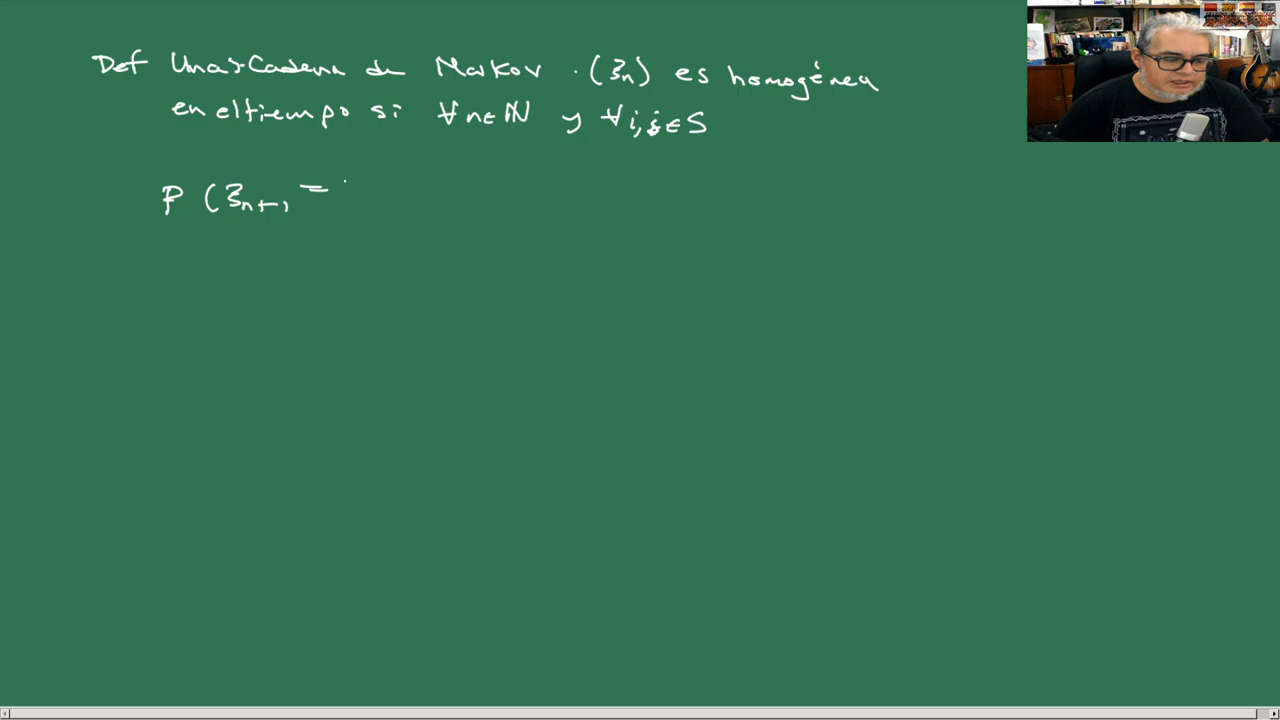 Def Una Cadena de Markov (ξn) es homogénea
en el tiempo si ∀n∈ℕ y ∀i,j∈S
P (ξn+1 =